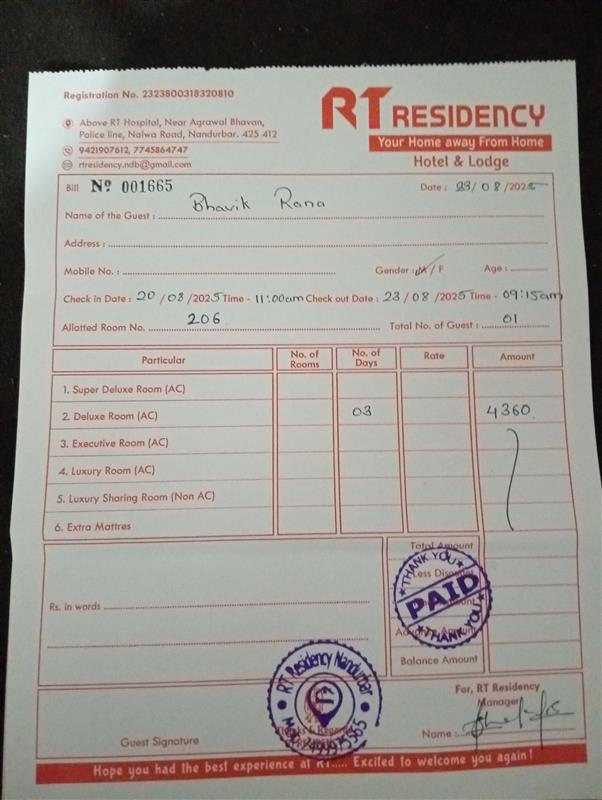 Registration No. 2323800318320810
RT RESIDENCY
Your Home away From Home
Hotel & Lodge
Above RT Hospital, Near Agrawal Bhavan,
Police line, Nalwa Road, Nandurbar. 425 412
9421907612, 7745864747
rtresidency.ndb@gmail.com
Bill No 001665 Date : 23/08/2025
Name of the Guest : Bhavik Rana
Address :
Mobile No. : Gender : M / F Age :
Check in Date : 20/08/2025 Time - 11:00am Check out Date : 23/08/2025 Time - 09:15am
Allotted Room No. 206 Total No. of Guest : 01
Particular No. of Rooms No. of Days Rate Amount
1. Super Deluxe Room (AC)
2. Deluxe Room (AC) 03 4360
3. Executive Room (AC)
4. Luxury Room (AC)
5. Luxury Sharing Room (Non AC)
6. Extra Mattres
Total Amount
Less
Rs. in words
Balance Amount
THANK YOU
PAID
THANK YOU
RT Residency Nandurbar
For, RT Residency
Manager
Name :
Guest Signature
Hope you had the best experience at RT..... Excited to welcome you again!